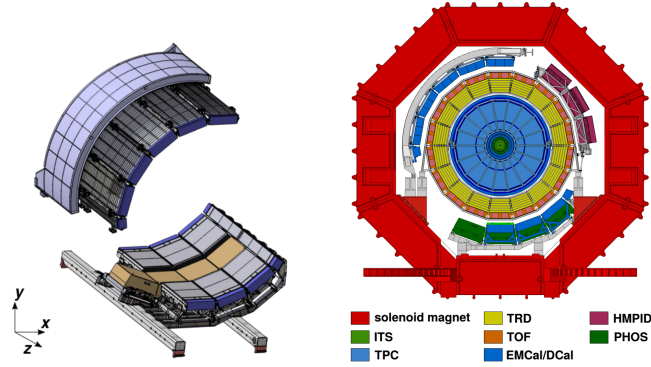 y
x
z
solenoid magnet TRD HMPID
ITS TOF PHOS
TPC EMCal/DCal